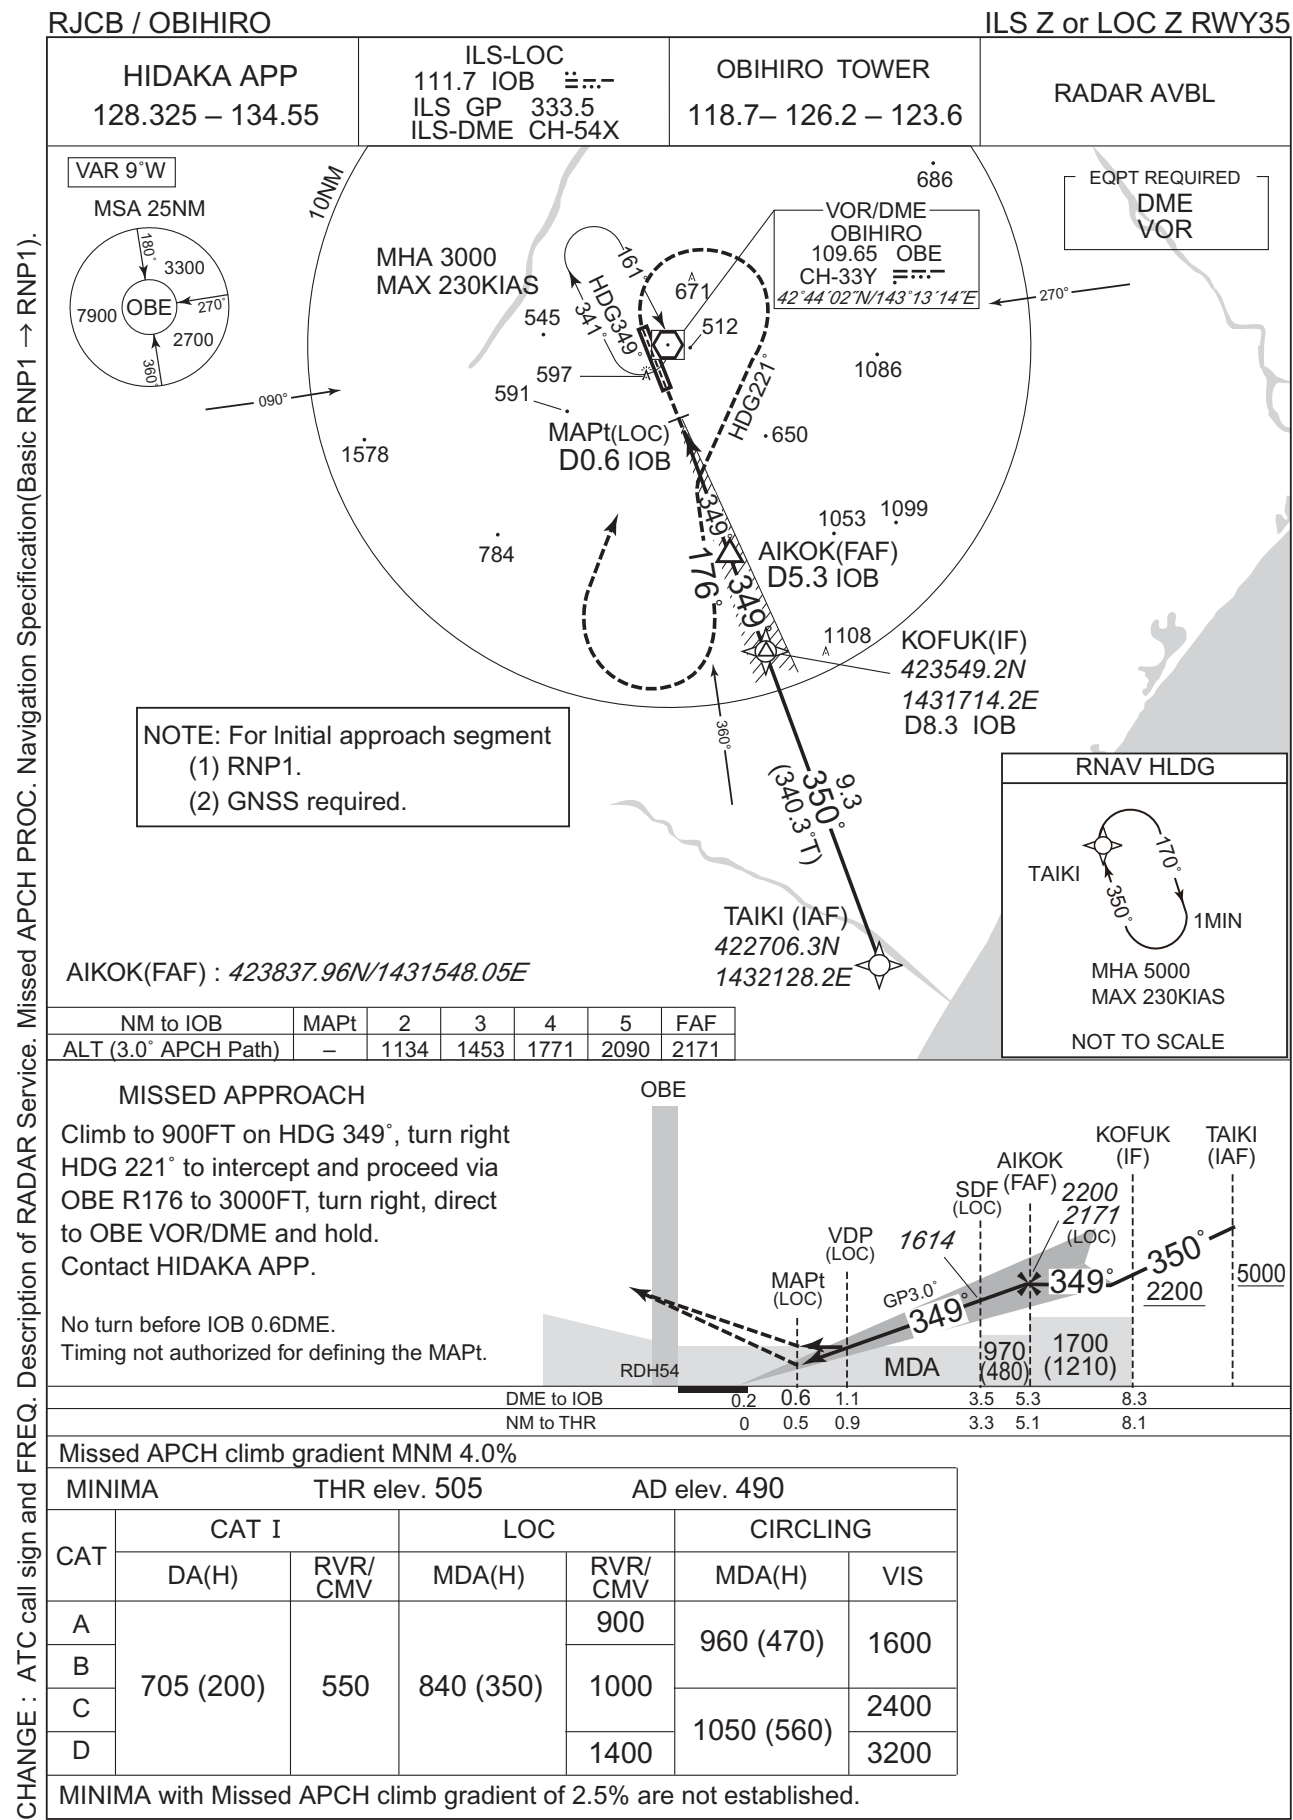 RJCB / OBIHIRO
ILS Z or LOC Z RWY35
HIDAKA APP
128.325 – 134.55
ILS-LOC
111.7 IOB
ILS GP 333.5
ILS-DME CH-54X
OBIHIRO TOWER
118.7– 126.2 – 123.6
RADAR AVBL
VAR 9°W
MSA 25NM
180°
3300
OBE
270°
7900
2700
360°
10NM
MHA 3000
MAX 230KIAS
161°
HDG349°
341°
671
686
VOR/DME
OBIHIRO
109.65 OBE
CH-33Y
42°44´02˝N/143°13´14˝E
EQPT REQUIRED
DME
VOR
270°
545
512
1086
597
591
HDG221°
090°
MAPt(LOC)
D0.6 IOB
650
1578
349°
1053
1099
784
AIKOK(FAF)
D5.3 IOB
176°
349°
1108
KOFUK(IF)
423549.2N
1431714.2E
D8.3 IOB
360°
NOTE: For Initial approach segment
(1) RNP1.
(2) GNSS required.
9.3
350°
(340.3°T)
RNAV HLDG
TAIKI
170°
350°
1MIN
MHA 5000
MAX 230KIAS
NOT TO SCALE
TAIKI (IAF)
422706.3N
1432128.2E
AIKOK(FAF) : 423837.96N/1431548.05E
NM to IOB MAPt 2 3 4 5 FAF
ALT (3.0° APCH Path) – 1134 1453 1771 2090 2171
MISSED APPROACH
Climb to 900FT on HDG 349°, turn right
HDG 221° to intercept and proceed via
OBE R176 to 3000FT, turn right, direct
to OBE VOR/DME and hold.
Contact HIDAKA APP.
No turn before IOB 0.6DME.
Timing not authorized for defining the MAPt.
OBE
KOFUK
(IF)
TAIKI
(IAF)
AIKOK
(FAF)
SDF
(LOC)
2200
2171
(LOC)
VDP
(LOC)
1614
MAPt
(LOC)
GP3.0°
349°
349°
350°
2200
5000
RDH54
MDA
970
(480)
1700
(1210)
DME to IOB 0.2 0.6 1.1 3.5 5.3 8.3
NM to THR 0 0.5 0.9 3.3 5.1 8.1
Missed APCH climb gradient MNM 4.0%
MINIMA THR elev. 505 AD elev. 490
CAT
CAT I LOC CIRCLING
DA(H) RVR/CMV MDA(H) RVR/CMV MDA(H) VIS
A
B
C
D
705 (200)
550
840 (350)
900
1000
1400
960 (470)
1050 (560)
1600
2400
3200
MINIMA with Missed APCH climb gradient of 2.5% are not established.
CHANGE : ATC call sign and FREQ. Description of RADAR Service. Missed APCH PROC. Navigation Specification(Basic RNP1 → RNP1).